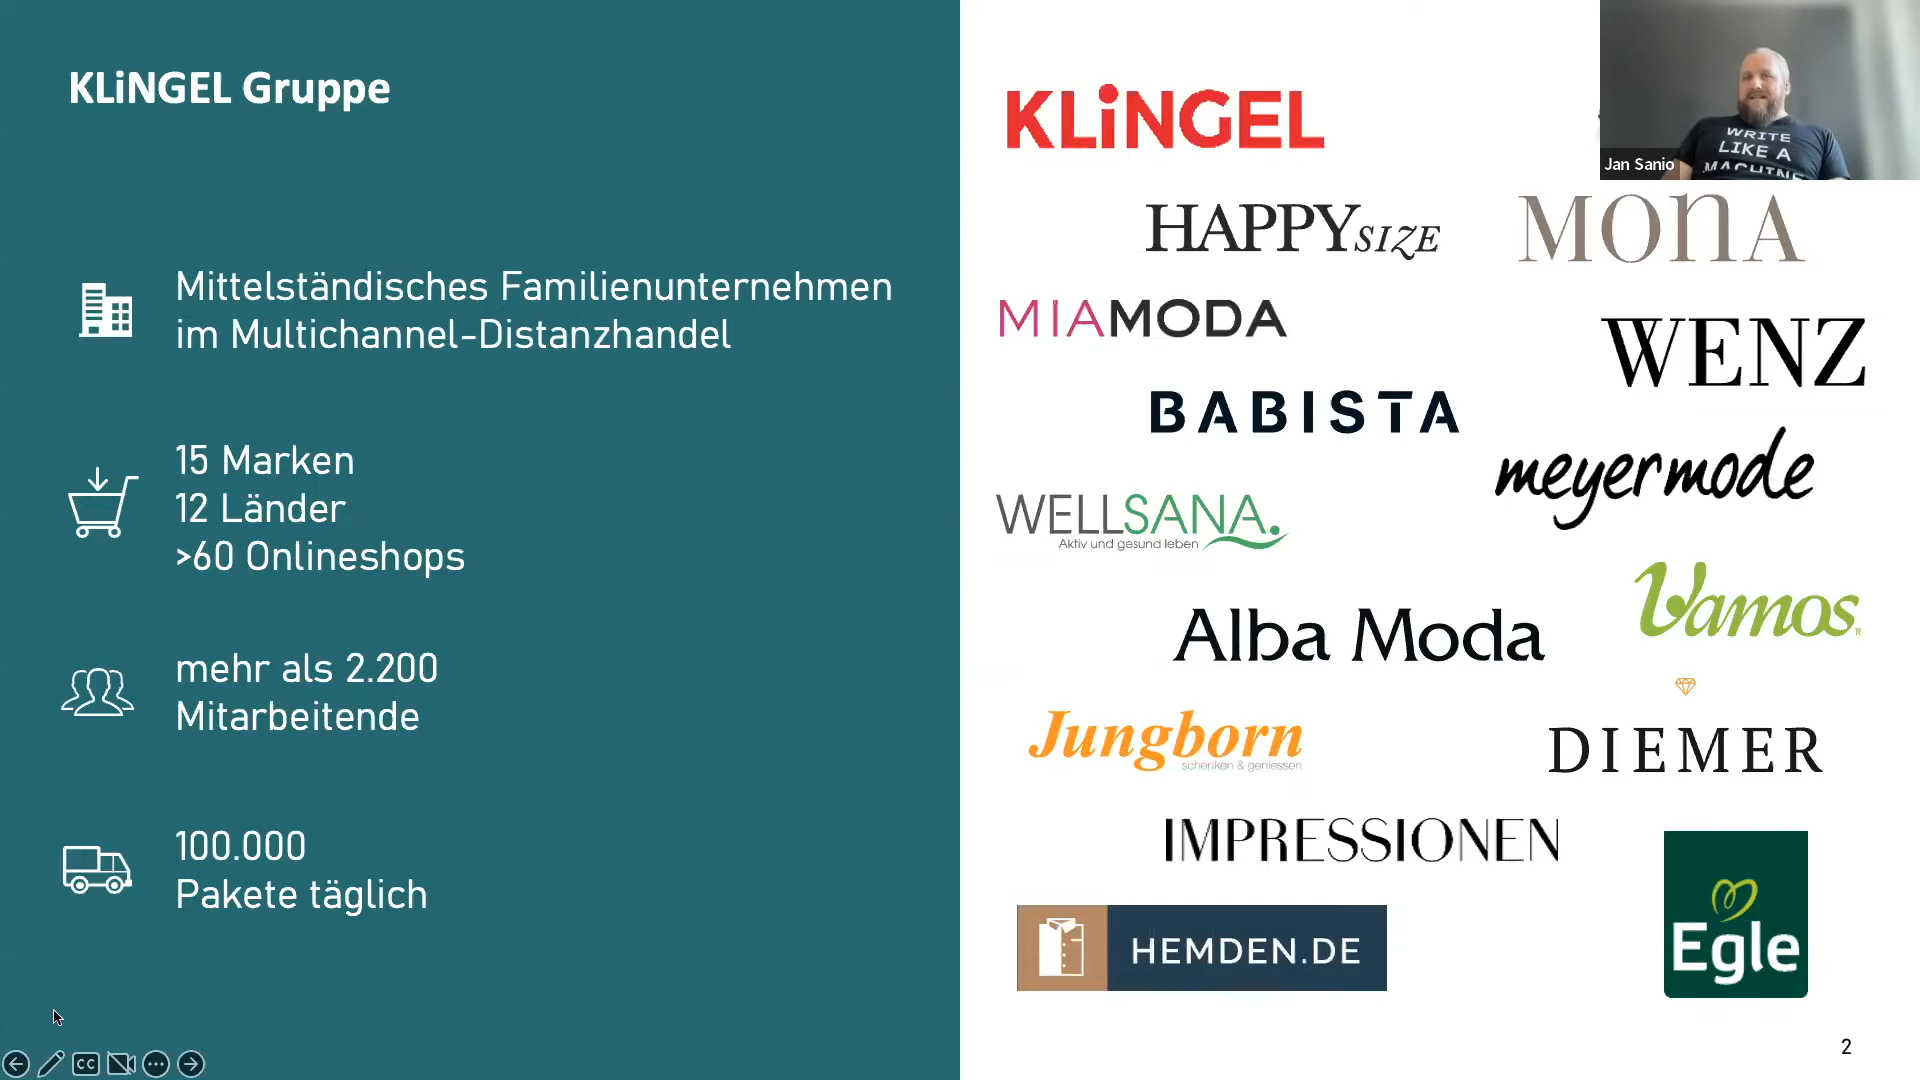 KLiNGEL Gruppe
Mittelständisches Familienunternehmen
im Multichannel-Distanzhandel
15 Marken
12 Länder
>60 Onlineshops
mehr als 2.200
Mitarbeitende
100.000
Pakete täglich
KLiNGEL
WRITE
LIKE A
MACHINE
Jan Sanio
HAPPYSIZE
MONA
MIAMODA
WENZ
BABISTA
meyermode
WELLSANA.
Aktiv und gesund leben
Vamos®
Alba Moda
Jungborn
schenken & geniessen
DIEMER
IMPRESSIONEN
HEMDEN.DE
Egle
2
CC